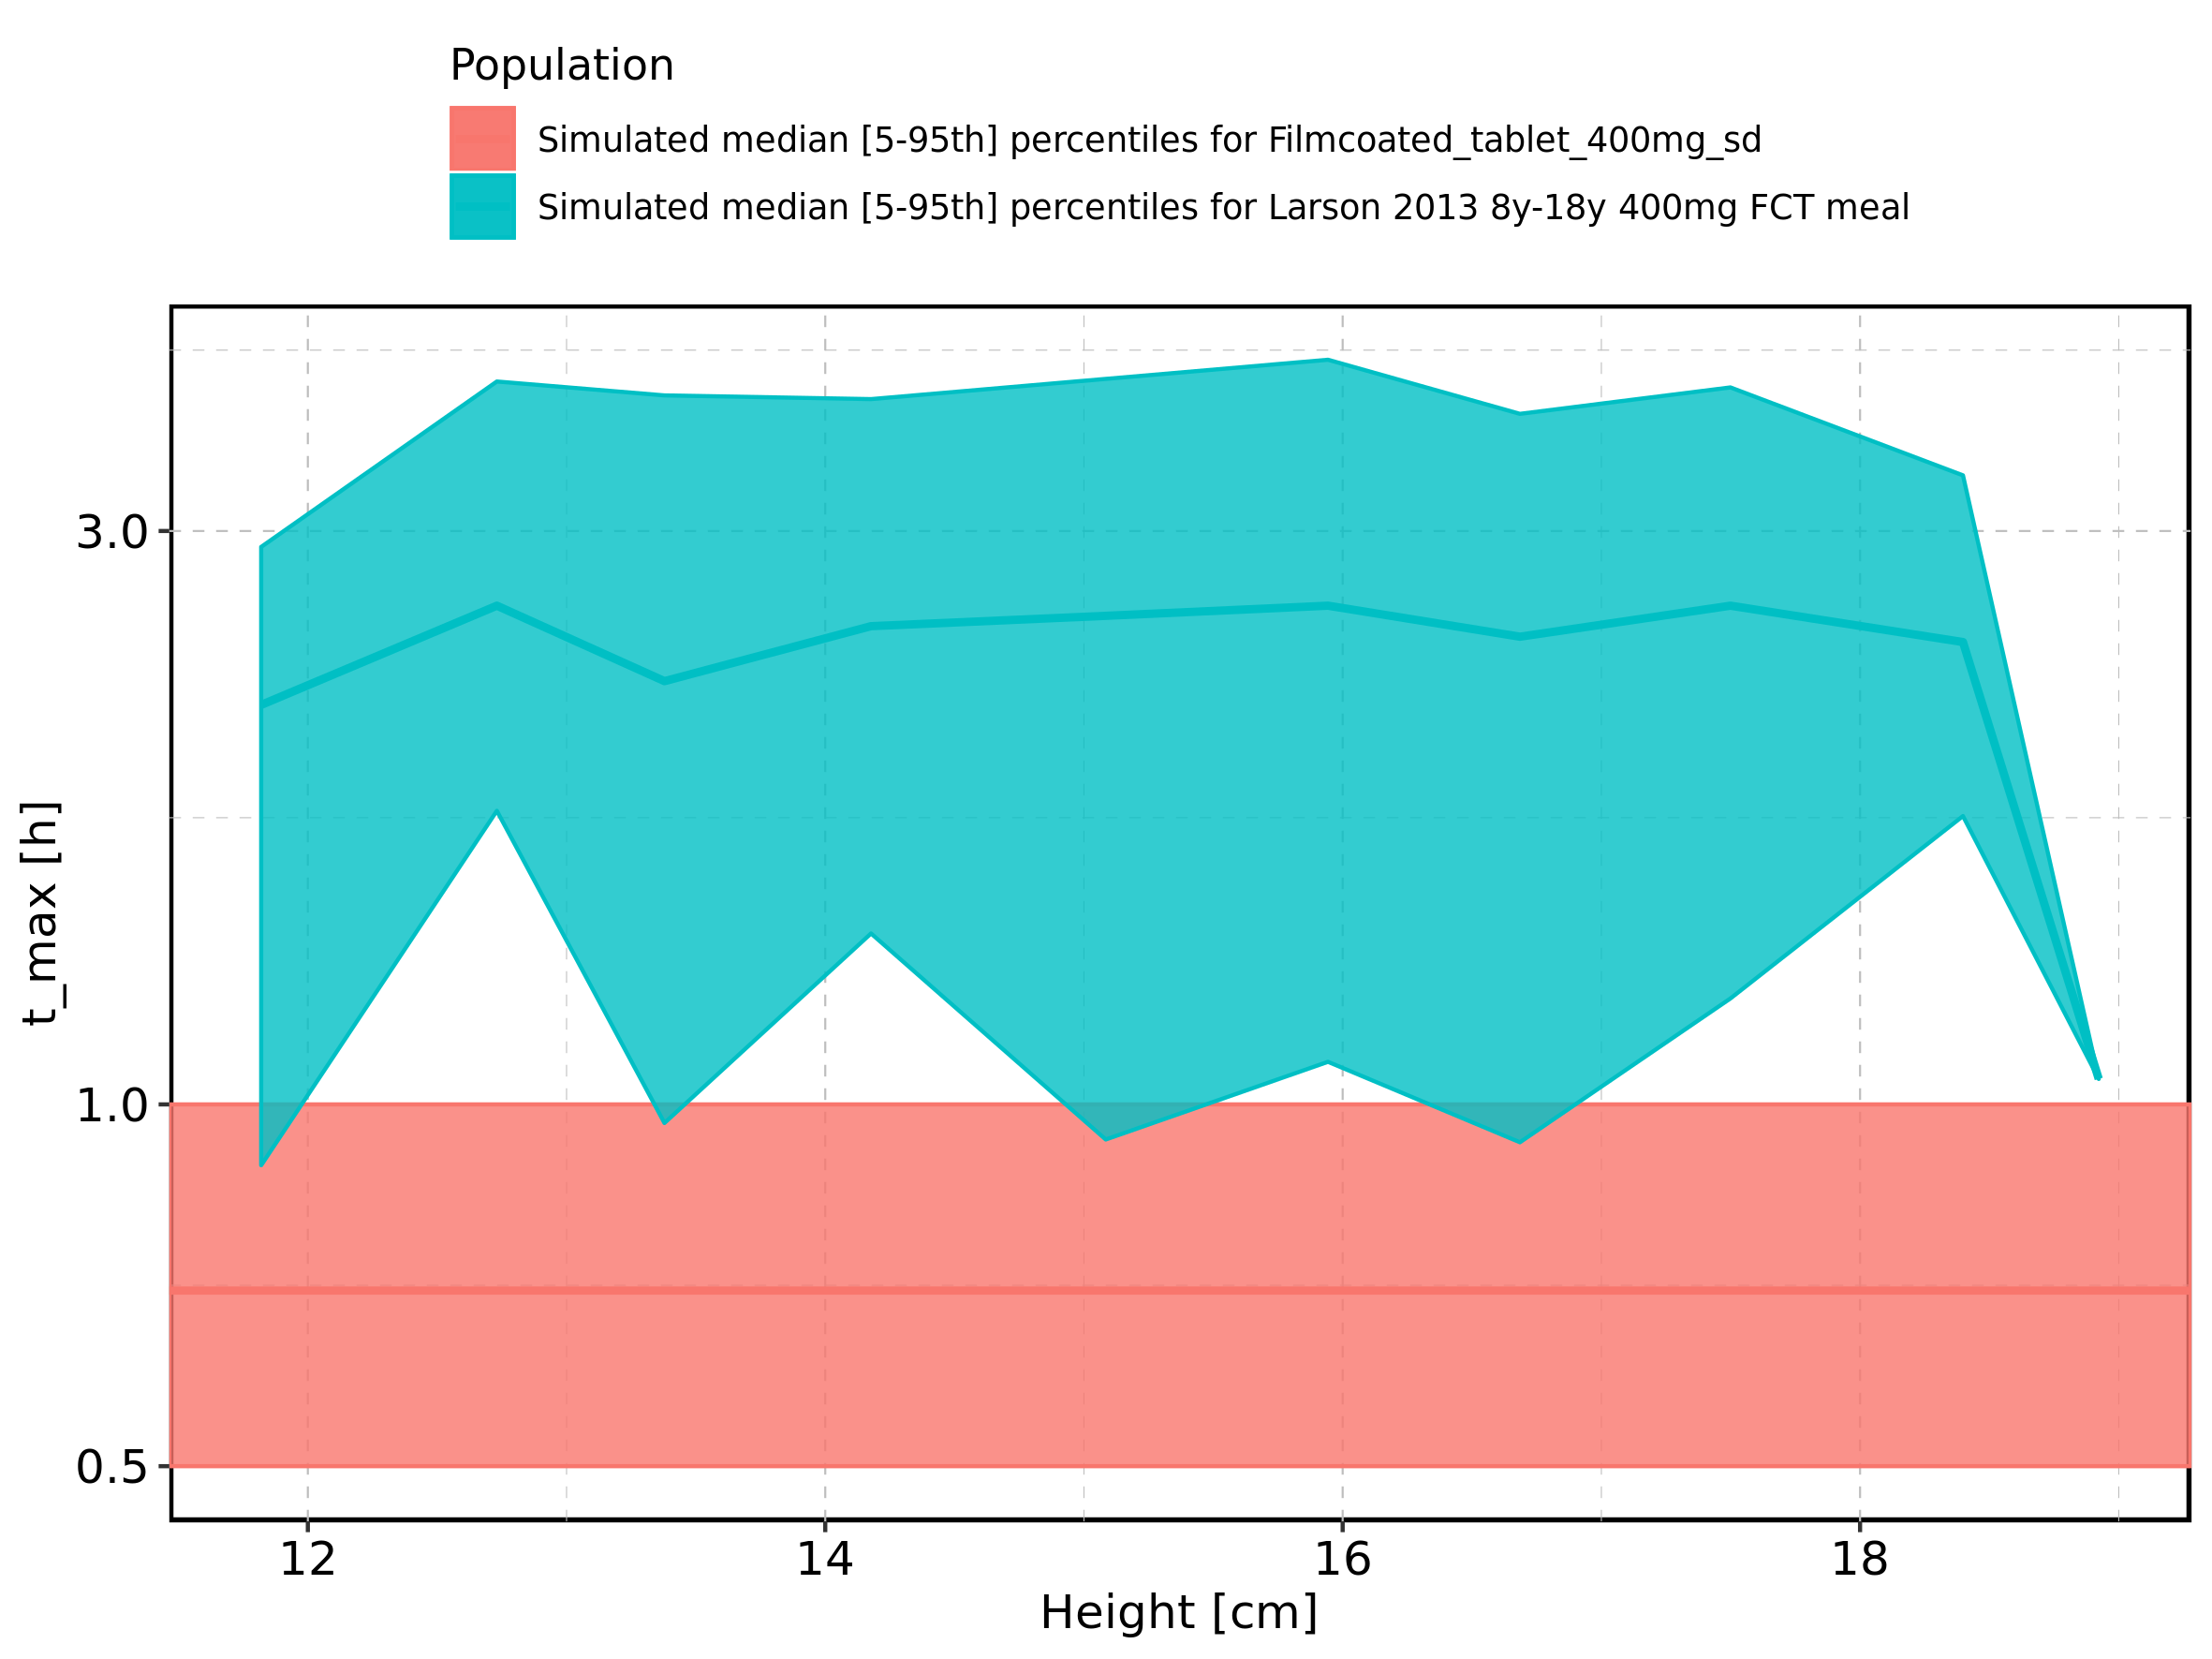 Population
Simulated median [5-95th] percentiles for Filmcoated_tablet_400mg_sd
Simulated median [5-95th] percentiles for Larson 2013 8y-18y 400mg FCT meal
t_max [h]
3.0
1.0
0.5
12 14 16 18
Height [cm]